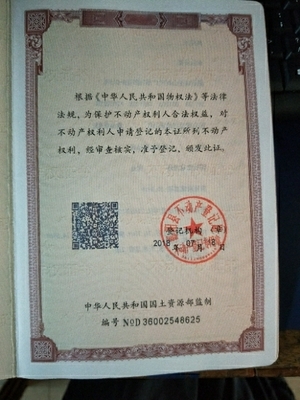 根据《中华人民共和国物权法》等法律
法规，为保护不动产权利人合法权益，对
不动产权利人申请登记的本证所列不动产
权利，经审查核实，准予登记，颁发此证。
登记机构（章）
2018 07 18
年 月 日
中华人民共和国国土资源部监制
编号 NO D 36002548625